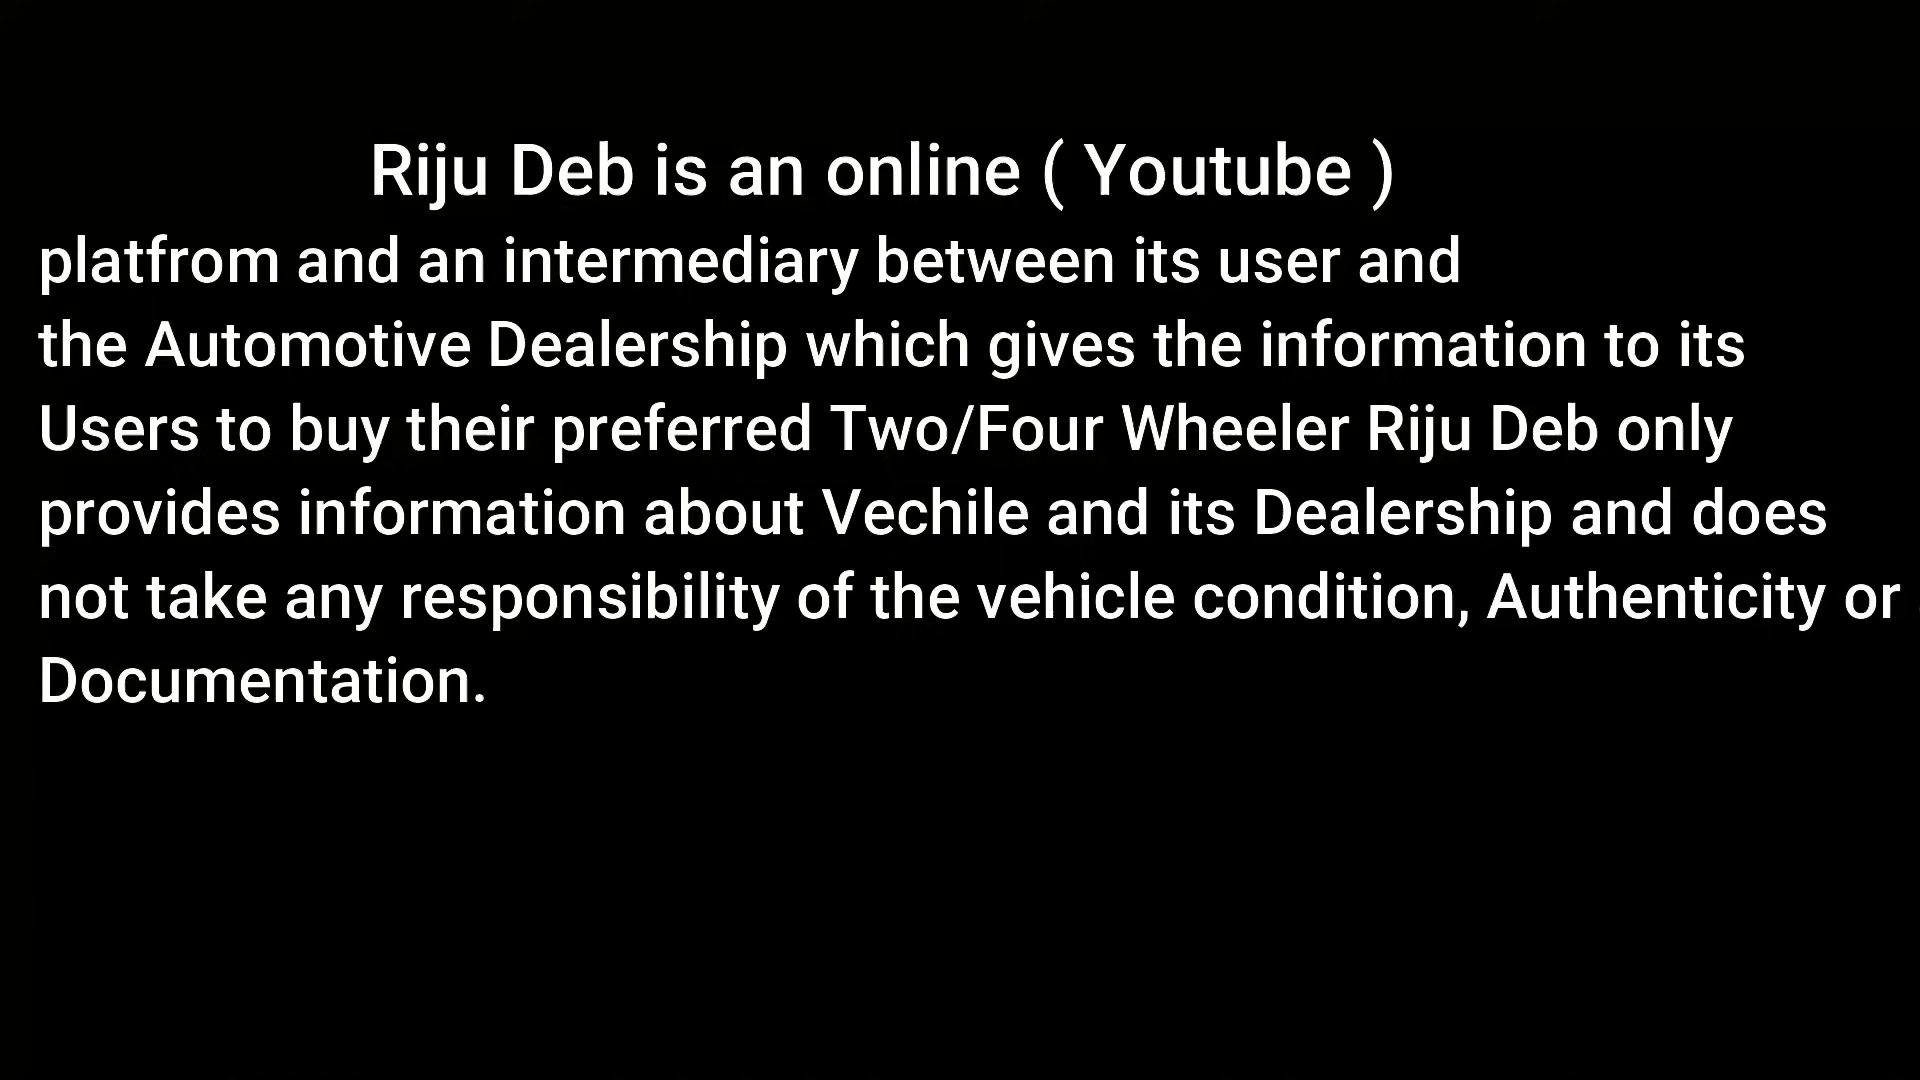 Riju Deb is an online ( Youtube )
platfrom and an intermediary between its user and
the Automotive Dealership which gives the information to its
Users to buy their preferred Two/Four Wheeler Riju Deb only
provides information about Vechile and its Dealership and does
not take any responsibility of the vehicle condition, Authenticity or
Documentation.